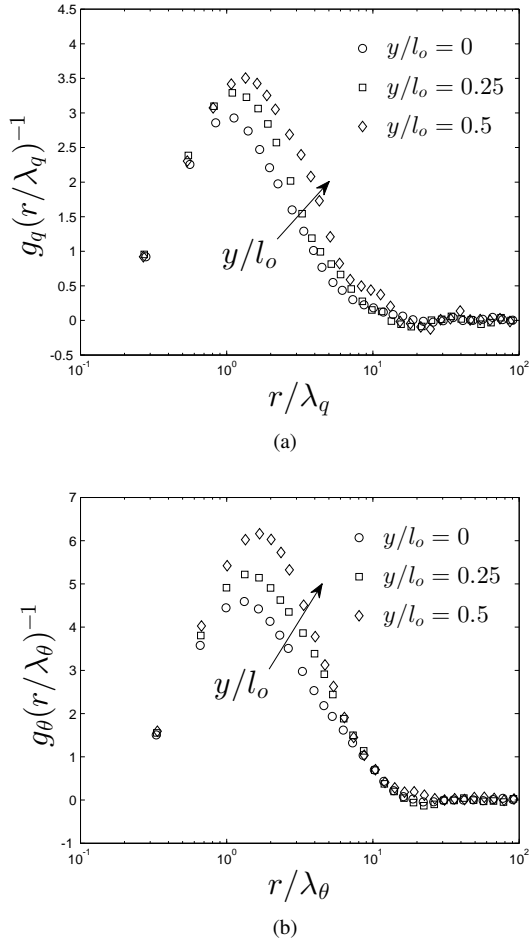 y/l_o = 0
y/l_o = 0.25
y/l_o = 0.5
4.5
4
3.5
3
2.5
2
1.5
1
0.5
0
-0.5
g_q(r/λ_q)^{-1}
y/l_o
10^{-1} 10^0 10^1 10^2
r/λ_q
(a)
y/l_o = 0
y/l_o = 0.25
y/l_o = 0.5
7
6
5
4
3
2
1
0
-1
g_θ(r/λ_θ)^{-1}
y/l_o
10^{-1} 10^0 10^1 10^2
r/λ_θ
(b)